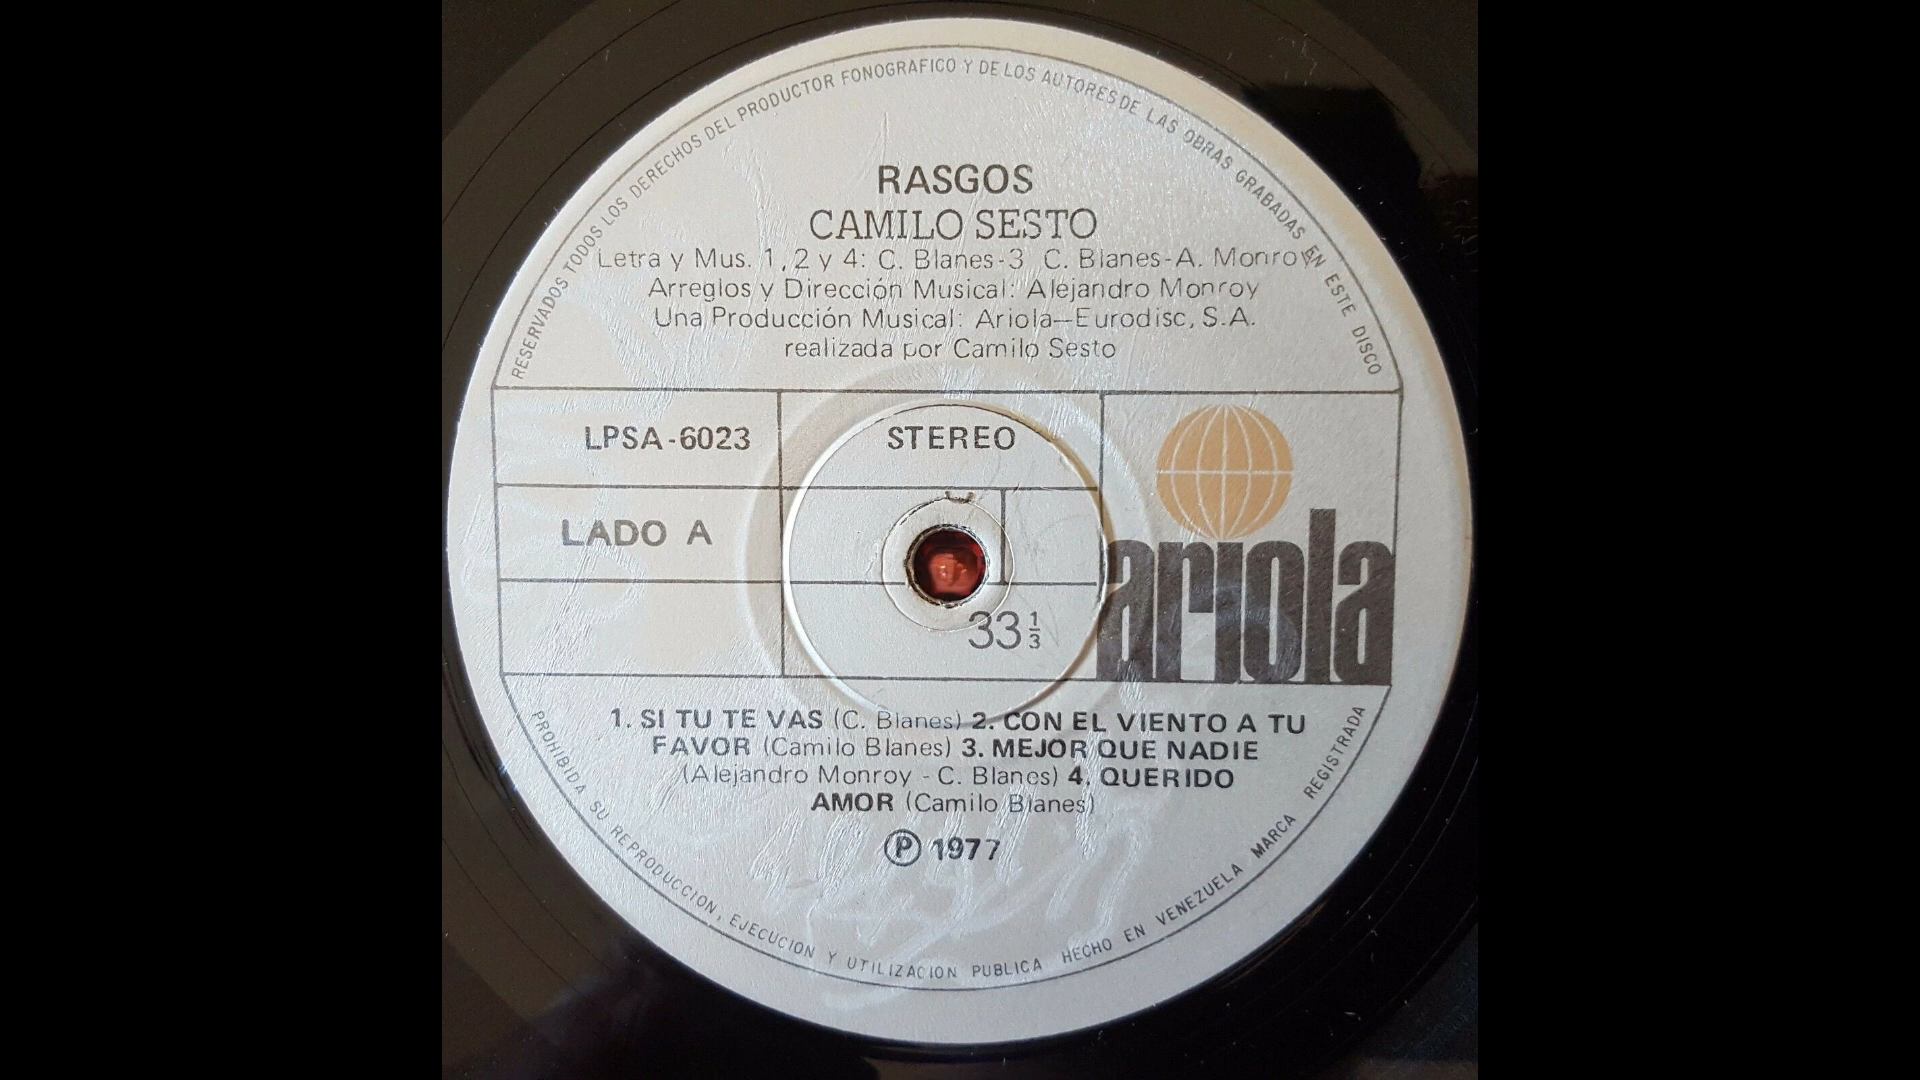 RESERVADOS TODOS LOS DERECHOS DEL PRODUCTOR FONOGRAFICO Y DE LOS AUTORES DE LAS OBRAS GRABADAS EN ESTE DISCO
RASGOS
CAMILO SESTO
Letra y Mus. 1, 2 y 4: C. Blanes-3 C. Blanes-A. Monroy
Arreglos y Dirección Musical: Alejandro Monroy
Una Producción Musical: Ariola—Eurodisc, S.A.
realizada por Camilo Sesto
LPSA-6023
STEREO
LADO A
33 1/3
ariola
1. SI TU TE VAS (C. Blanes) 2. CON EL VIENTO A TU
FAVOR (Camilo Blanes) 3. MEJOR QUE NADIE
(Alejandro Monroy - C. Blanes) 4. QUERIDO
AMOR (Camilo Blanes)
Ⓟ 1977
PROHIBIDA SU REPRODUCCION, EJECUCION Y UTILIZACION PUBLICA HECHO EN VENEZUELA MARCA REGISTRADA